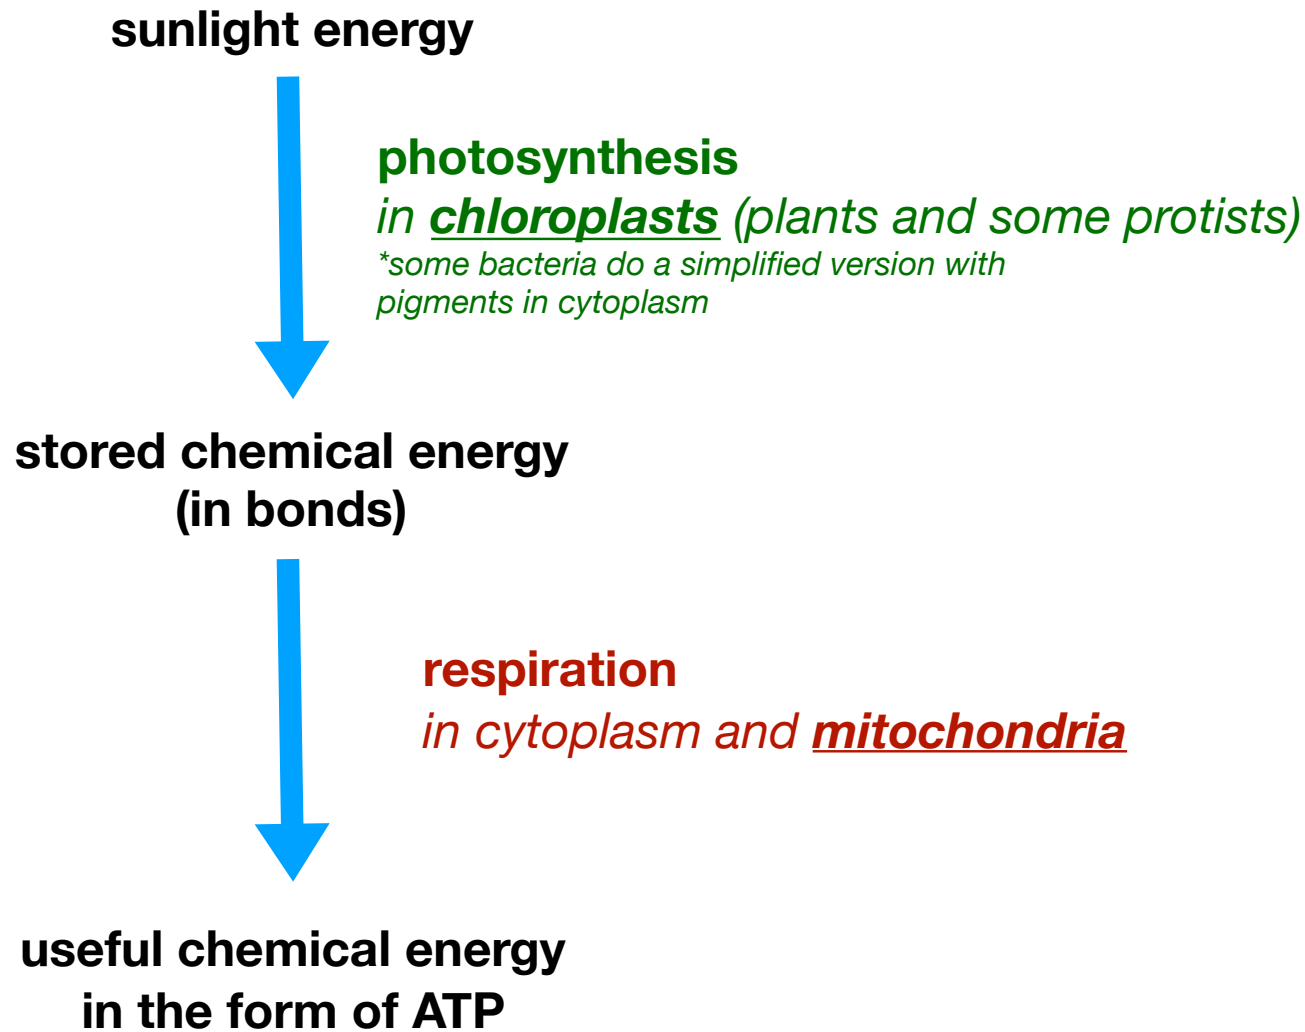 sunlight energy
photosynthesis
in chloroplasts (plants and some protists)
*some bacteria do a simplified version with
pigments in cytoplasm
stored chemical energy
(in bonds)
respiration
in cytoplasm and mitochondria
useful chemical energy
in the form of ATP